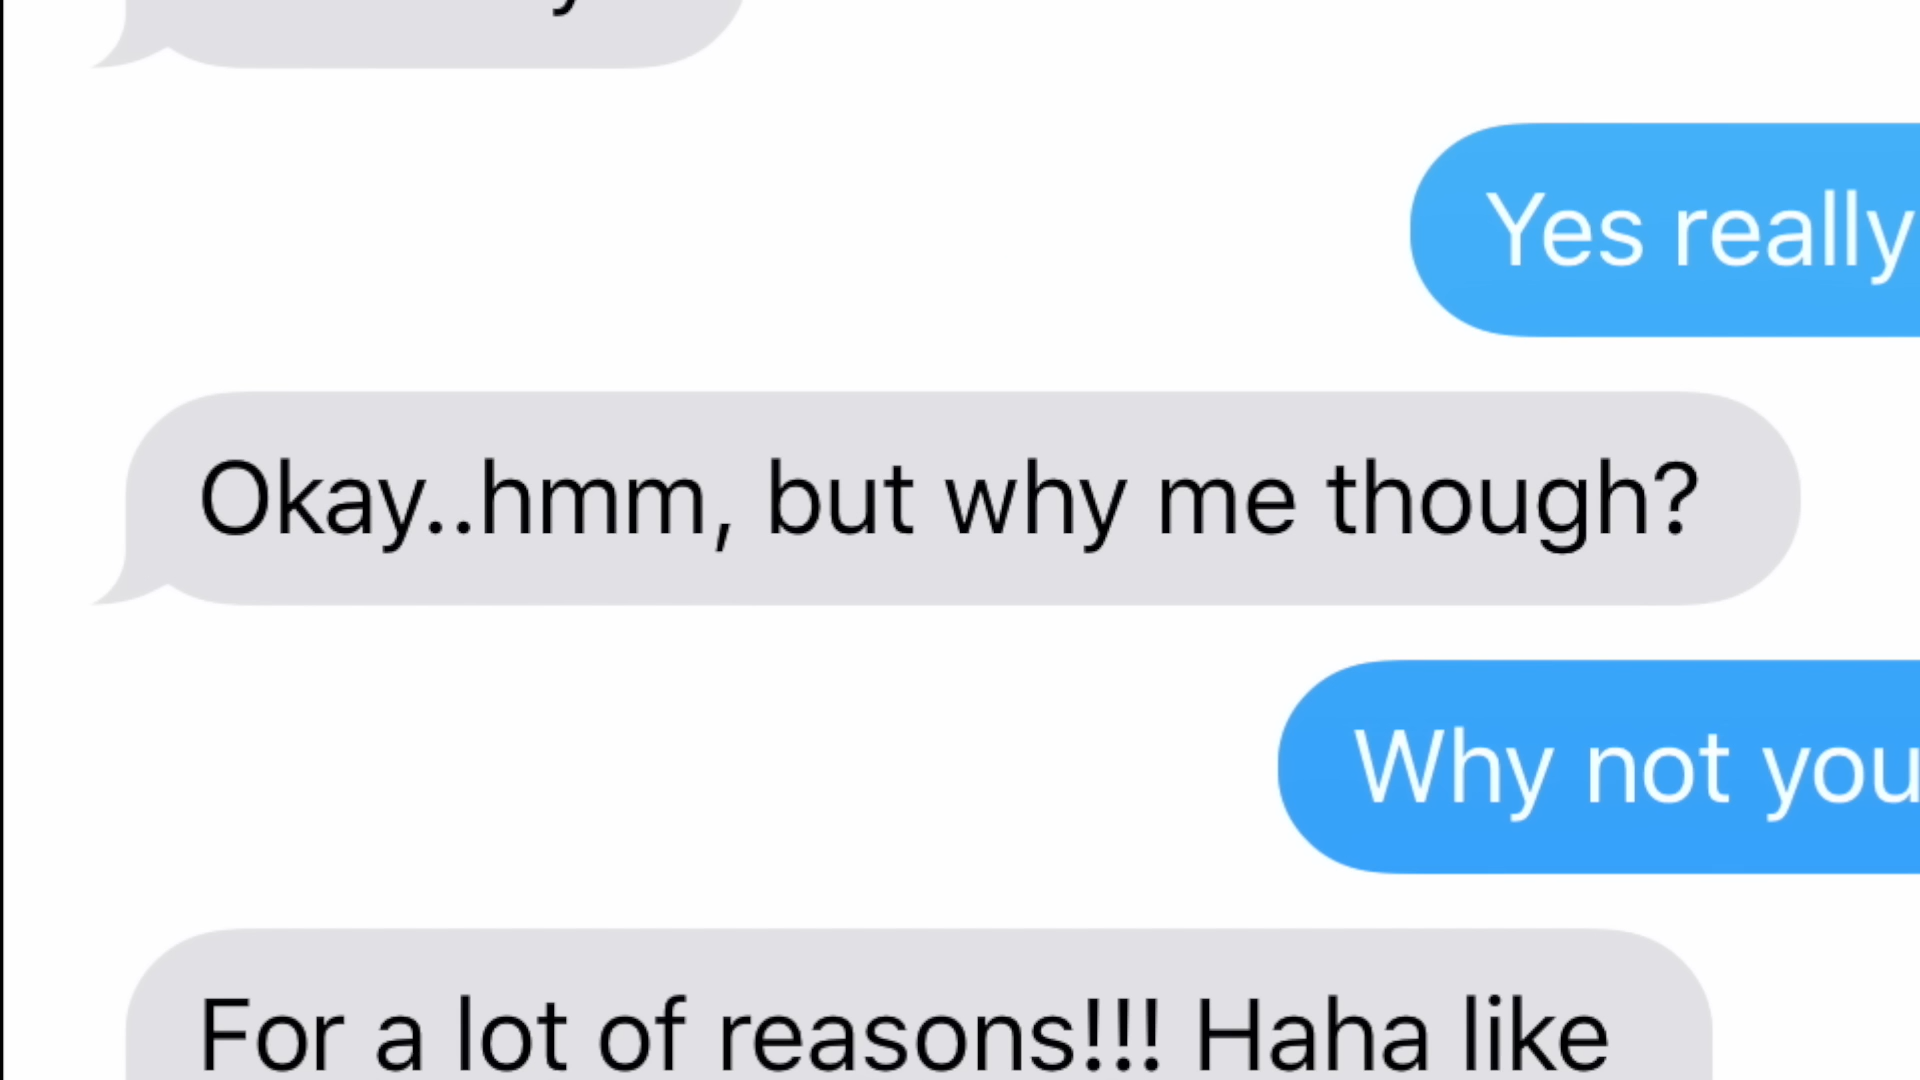 Yes really
Okay..hmm, but why me though?
Why not you
For a lot of reasons!!! Haha like